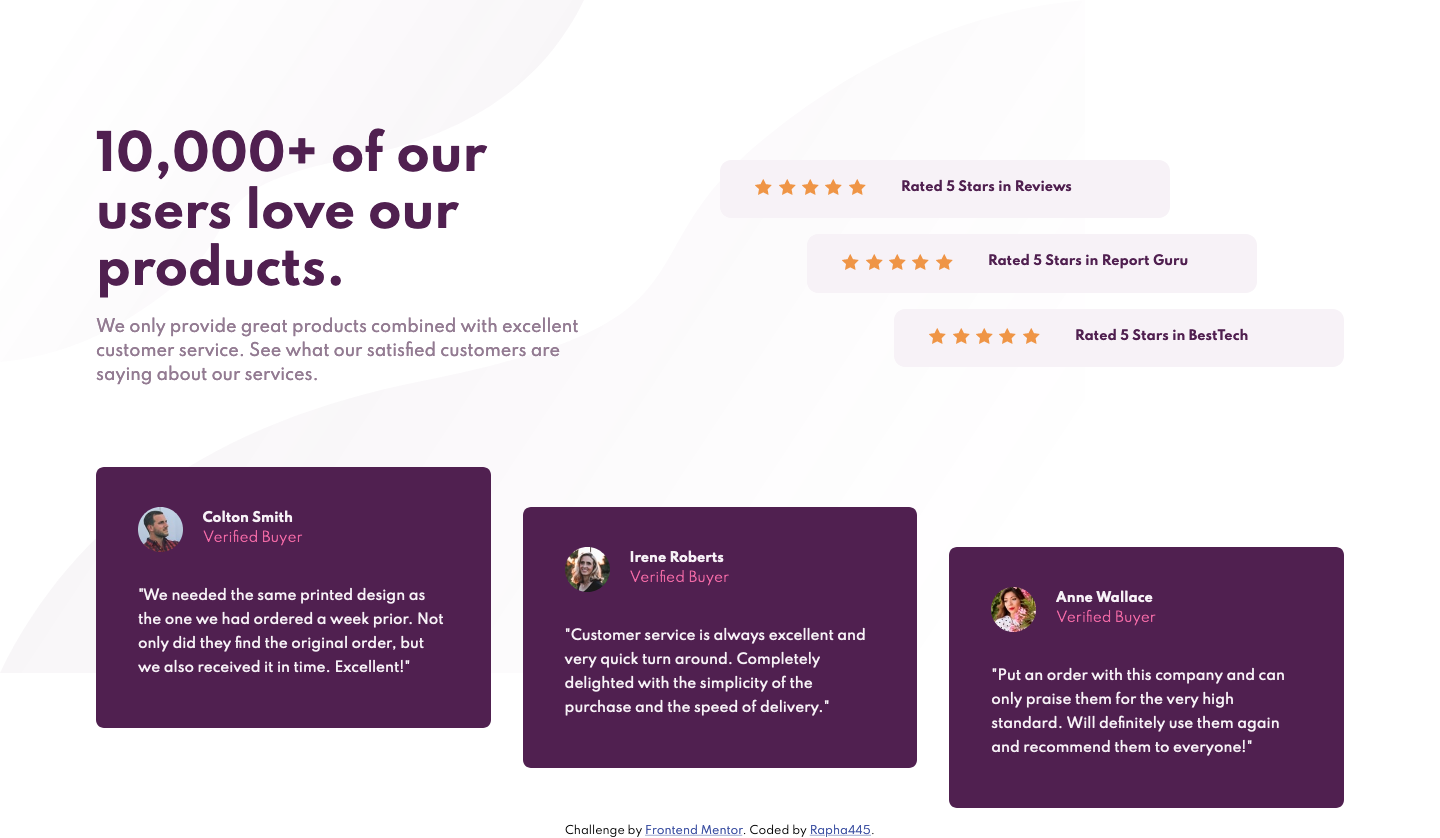 10,000+ of our
users love our
products.
We only provide great products combined with excellent
customer service. See what our satisfied customers are
saying about our services.
Rated 5 Stars in Reviews
Rated 5 Stars in Report Guru
Rated 5 Stars in BestTech
Colton Smith
Verified Buyer
"We needed the same printed design as
the one we had ordered a week prior. Not
only did they find the original order, but
we also received it in time. Excellent!"
Irene Roberts
Verified Buyer
"Customer service is always excellent and
very quick turn around. Completely
delighted with the simplicity of the
purchase and the speed of delivery."
Anne Wallace
Verified Buyer
"Put an order with this company and can
only praise them for the very high
standard. Will definitely use them again
and recommend them to everyone!"
Challenge by Frontend Mentor. Coded by Rapha445.